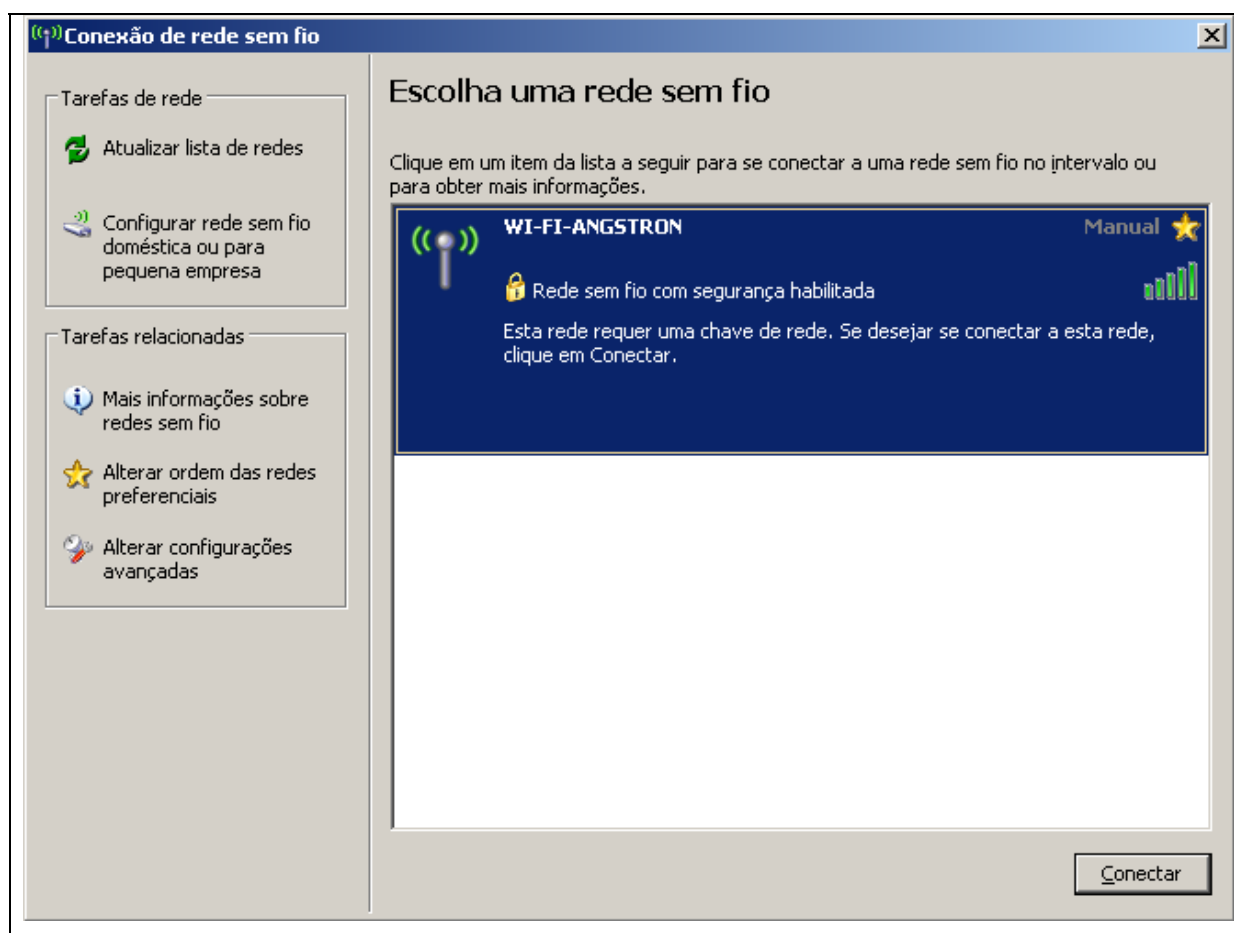 Conexão de rede sem fio
Tarefas de rede
Atualizar lista de redes
Configurar rede sem fio
doméstica ou para
pequena empresa
Tarefas relacionadas
Mais informações sobre
redes sem fio
Alterar ordem das redes
preferenciais
Alterar configurações
avançadas
Escolha uma rede sem fio
Clique em um item da lista a seguir para se conectar a uma rede sem fio no intervalo ou
para obter mais informações.
WI-FI-ANGSTRON
Manual
Rede sem fio com segurança habilitada
Esta rede requer uma chave de rede. Se desejar se conectar a esta rede,
clique em Conectar.
Conectar